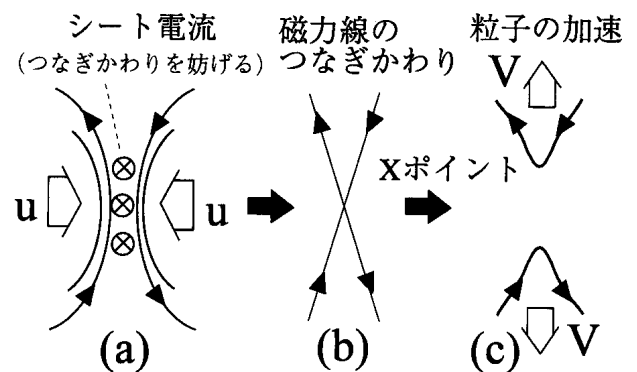 シート電流
(つなぎかわりを妨げる)
磁力線の
つなぎかわり
粒子の加速
V
Xポイント
u
u
V
(a)
(b)
(c)